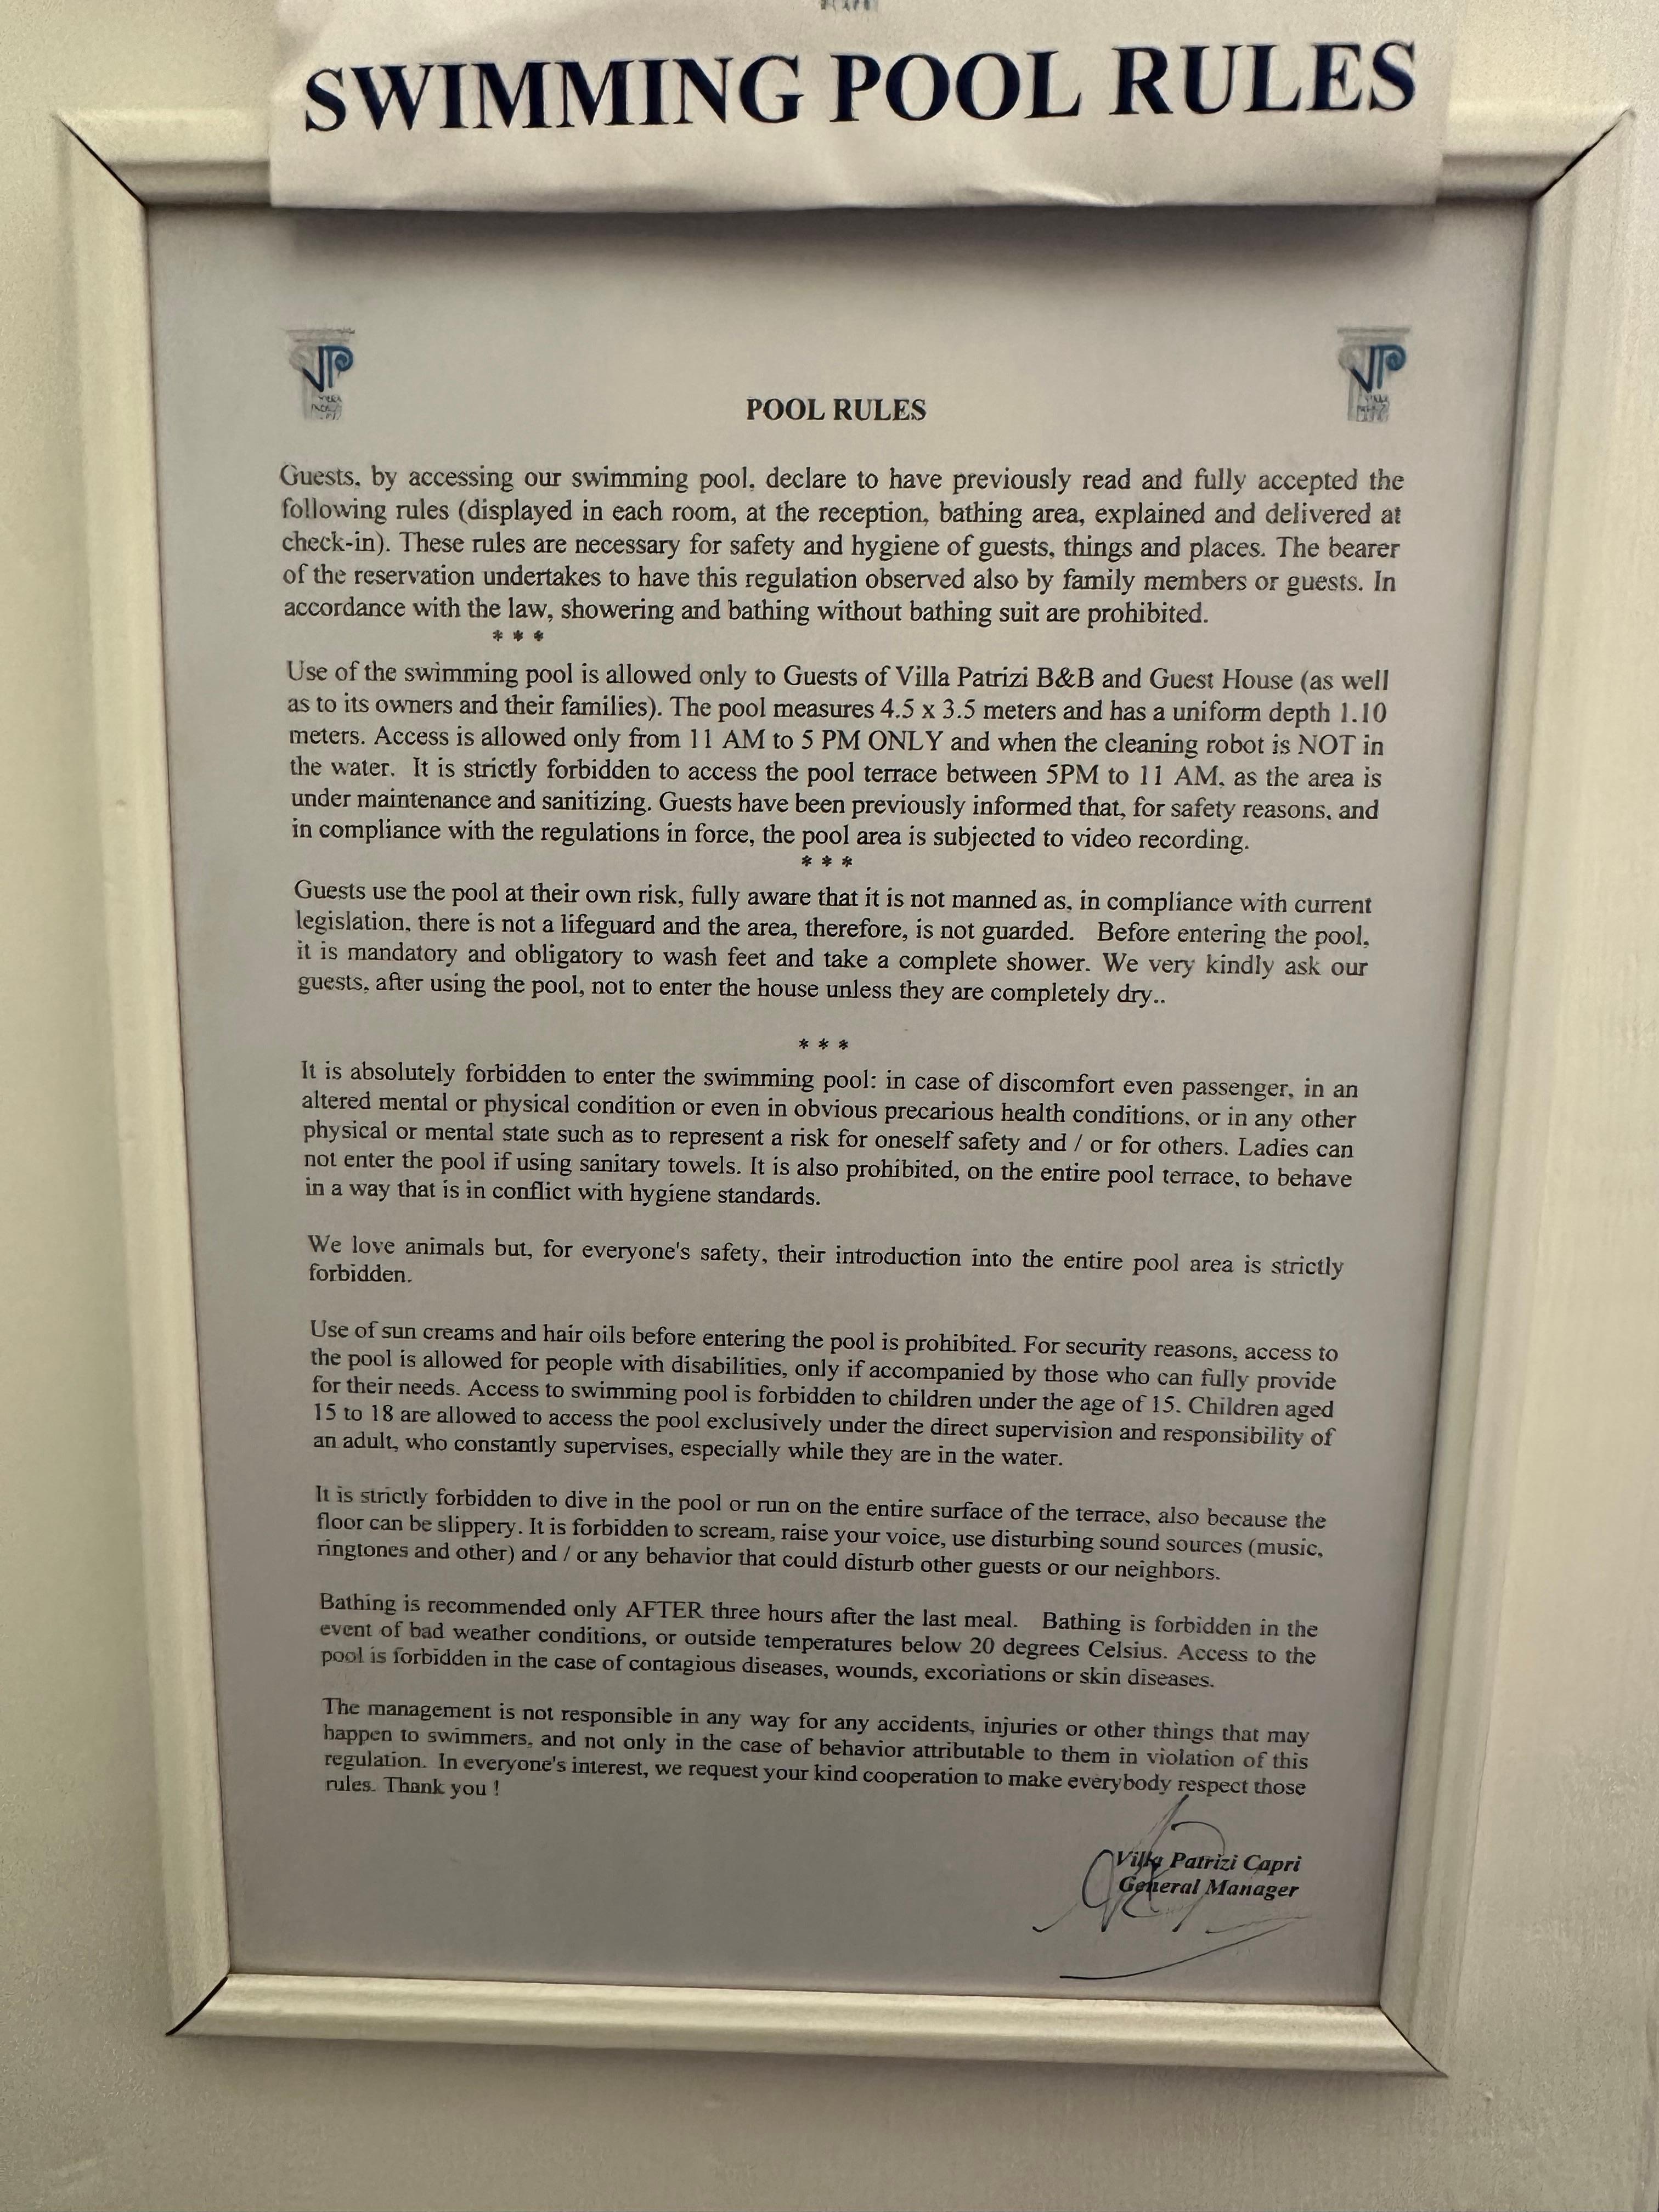 SWIMMING POOL RULES
VP
VP
POOL RULES
Guests, by accessing our swimming pool, declare to have previously read and fully accepted the
following rules (displayed in each room, at the reception, bathing area, explained and delivered at
check-in). These rules are necessary for safety and hygiene of guests, things and places. The bearer
of the reservation undertakes to have this regulation observed also by family members or guests. In
accordance with the law, showering and bathing without bathing suit are prohibited.
* * *
Use of the swimming pool is allowed only to Guests of Villa Patrizi B&B and Guest House (as well
as to its owners and their families). The pool measures 4.5 x 3.5 meters and has a uniform depth 1.10
meters. Access is allowed only from 11 AM to 5 PM ONLY and when the cleaning robot is NOT in
the water. It is strictly forbidden to access the pool terrace between 5PM to 11 AM, as the area is
under maintenance and sanitizing. Guests have been previously informed that, for safety reasons, and
in compliance with the regulations in force, the pool area is subjected to video recording.
* * *
Guests use the pool at their own risk, fully aware that it is not manned as, in compliance with current
legislation, there is not a lifeguard and the area, therefore, is not guarded. Before entering the pool,
it is mandatory and obligatory to wash feet and take a complete shower. We very kindly ask our
guests, after using the pool, not to enter the house unless they are completely dry..
* * *
It is absolutely forbidden to enter the swimming pool: in case of discomfort even passenger, in an
altered mental or physical condition or even in obvious precarious health conditions, or in any other
physical or mental state such as to represent a risk for oneself safety and / or for others. Ladies can
not enter the pool if using sanitary towels. It is also prohibited, on the entire pool terrace, to behave
in a way that is in conflict with hygiene standards.
We love animals but, for everyone's safety, their introduction into the entire pool area is strictly
forbidden.
Use of sun creams and hair oils before entering the pool is prohibited. For security reasons, access to
the pool is allowed for people with disabilities, only if accompanied by those who can fully provide
for their needs. Access to swimming pool is forbidden to children under the age of 15. Children aged
15 to 18 are allowed to access the pool exclusively under the direct supervision and responsibility of
an adult, who constantly supervises, especially while they are in the water.
It is strictly forbidden to dive in the pool or run on the entire surface of the terrace, also because the
floor can be slippery. It is forbidden to scream, raise your voice, use disturbing sound sources (music,
ringtones and other) and / or any behavior that could disturb other guests or our neighbors.
Bathing is recommended only AFTER three hours after the last meal. Bathing is forbidden in the
event of bad weather conditions, or outside temperatures below 20 degrees Celsius. Access to the
pool is forbidden in the case of contagious diseases, wounds, excoriations or skin diseases.
The management is not responsible in any way for any accidents, injuries or other things that may
happen to swimmers, and not only in the case of behavior attributable to them in violation of this
regulation. In everyone's interest, we request your kind cooperation to make everybody respect those
rules. Thank you !
Villa Patrizi Capri
General Manager